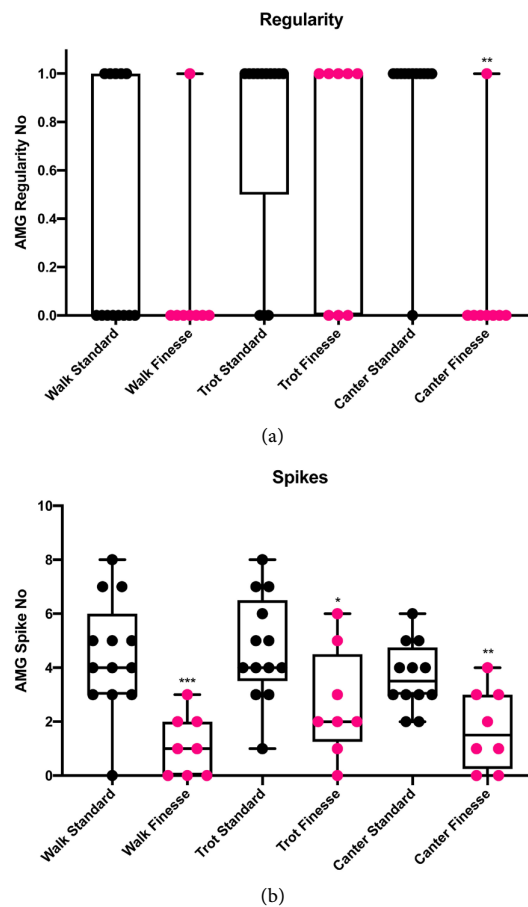 Regularity
**
AMG Regularity No
1.0
0.8
0.6
0.4
0.2
0.0
Walk Standard
Walk Finesse
Trot Standard
Trot Finesse
Canter Standard
Canter Finesse
(a)
Spikes
AMG Spike No
10
8
6
4
2
0
***
*
**
Walk Standard
Walk Finesse
Trot Standard
Trot Finesse
Canter Standard
Canter Finesse
(b)